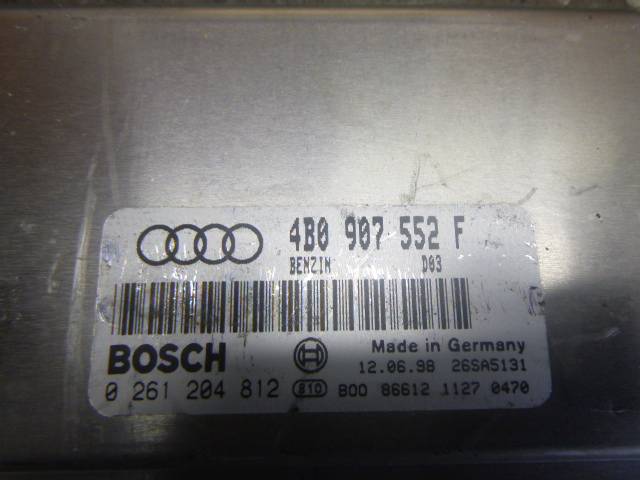 4B0 907 552 F
BENZIN D03
BOSCH
Made in Germany
12.06.98 26SA5131
0 261 204 812 810 B00 86612 1127 0470